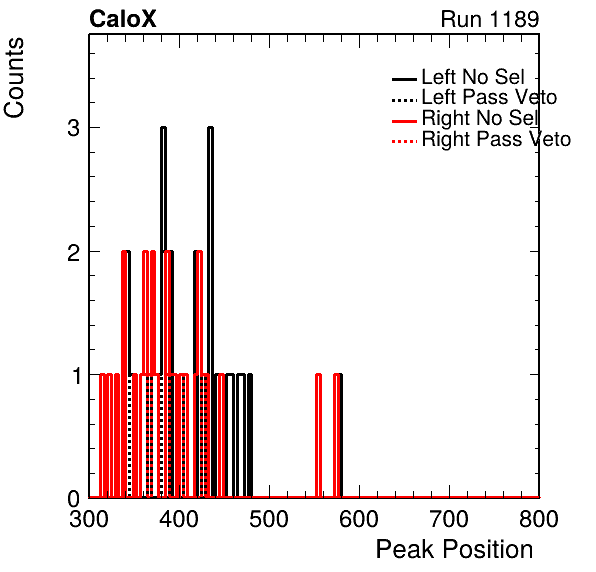 CaloX Run 1189
Counts
Left No Sel
Left Pass Veto
Right No Sel
Right Pass Veto
3
2
1
0
300 400 500 600 700 800
Peak Position